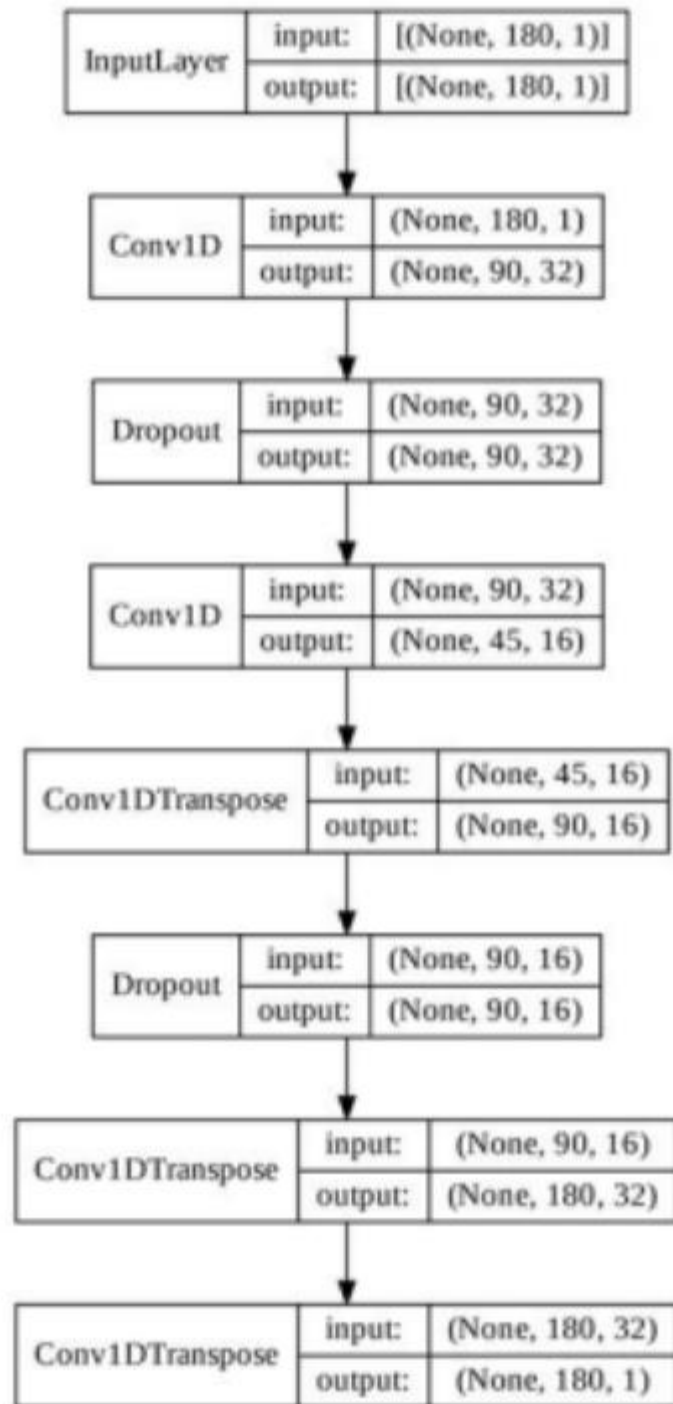 InputLayer input: [(None, 180, 1)]
output: [(None, 180, 1)]
Conv1D input: (None, 180, 1)
output: (None, 90, 32)
Dropout input: (None, 90, 32)
output: (None, 90, 32)
Conv1D input: (None, 90, 32)
output: (None, 45, 16)
Conv1DTranspose input: (None, 45, 16)
output: (None, 90, 16)
Dropout input: (None, 90, 16)
output: (None, 90, 16)
Conv1DTranspose input: (None, 90, 16)
output: (None, 180, 32)
Conv1DTranspose input: (None, 180, 32)
output: (None, 180, 1)